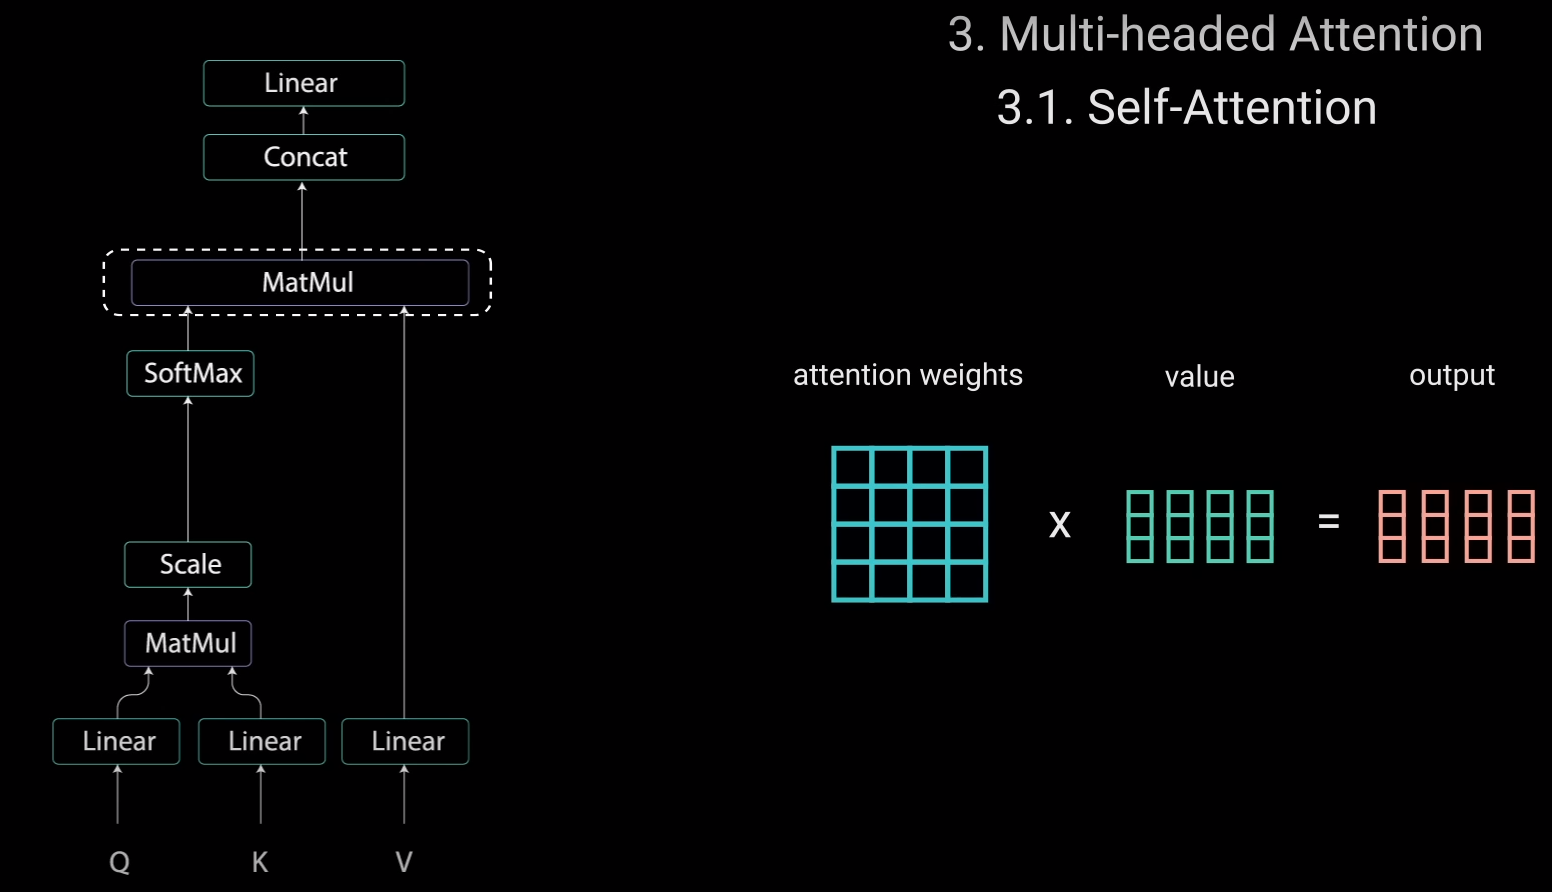 3. Multi-headed Attention
3.1. Self-Attention
Linear
Concat
MatMul
SoftMax
Scale
MatMul
Linear Linear Linear
Q K V
attention weights value output
x =